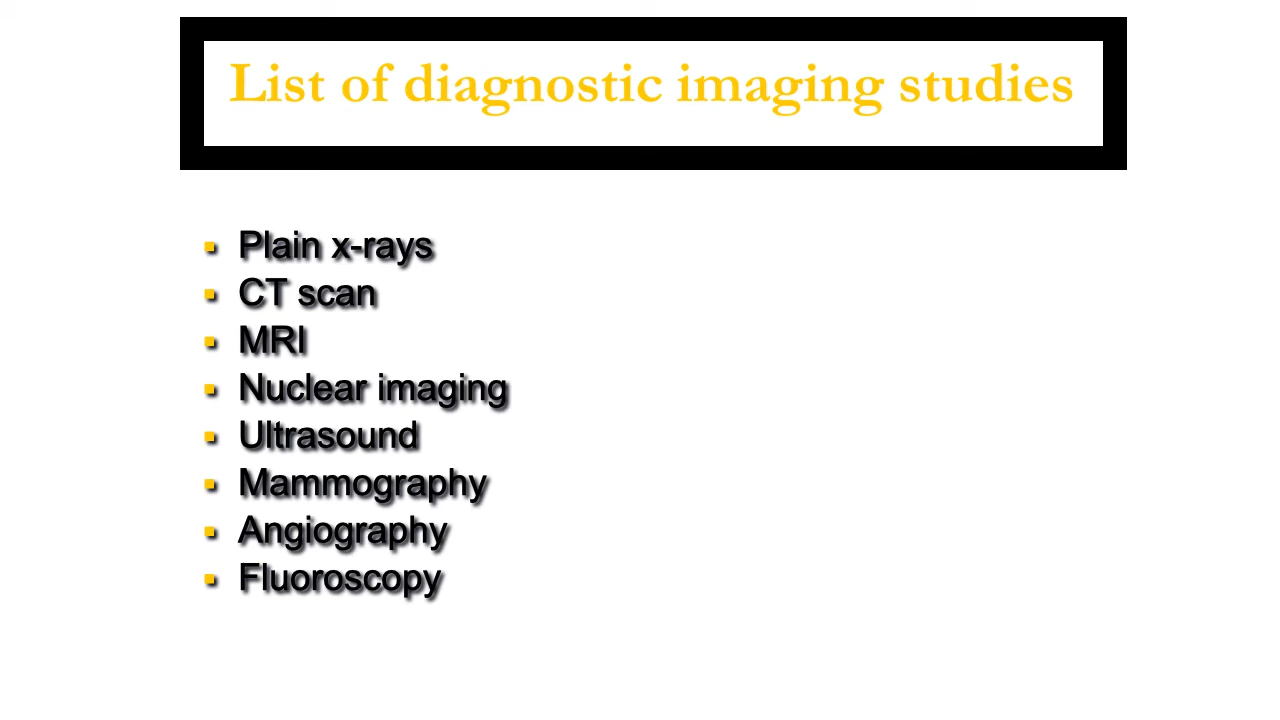 List of diagnostic imaging studies
▪ Plain x-rays
▪ CT scan
▪ MRI
▪ Nuclear imaging
▪ Ultrasound
▪ Mammography
▪ Angiography
▪ Fluoroscopy